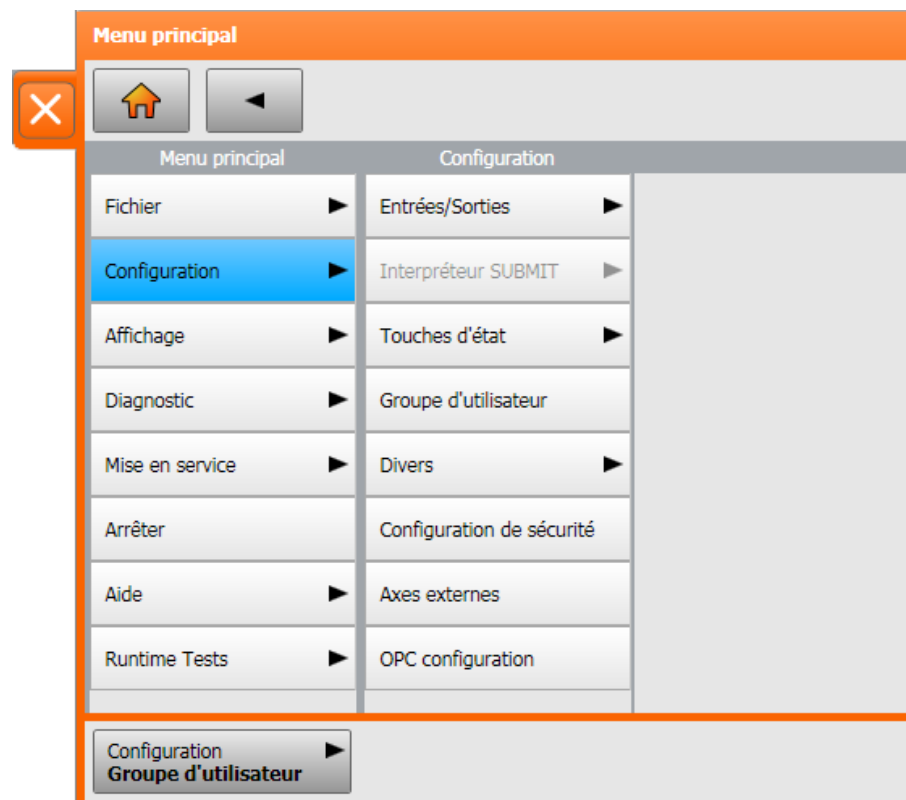 Menu principal
Menu principal
Configuration
Fichier
Entrées/Sorties
Configuration
Interpréteur SUBMIT
Affichage
Touches d'état
Diagnostic
Groupe d'utilisateur
Mise en service
Divers
Arrêter
Configuration de sécurité
Aide
Axes externes
Runtime Tests
OPC configuration
Configuration
Groupe d'utilisateur